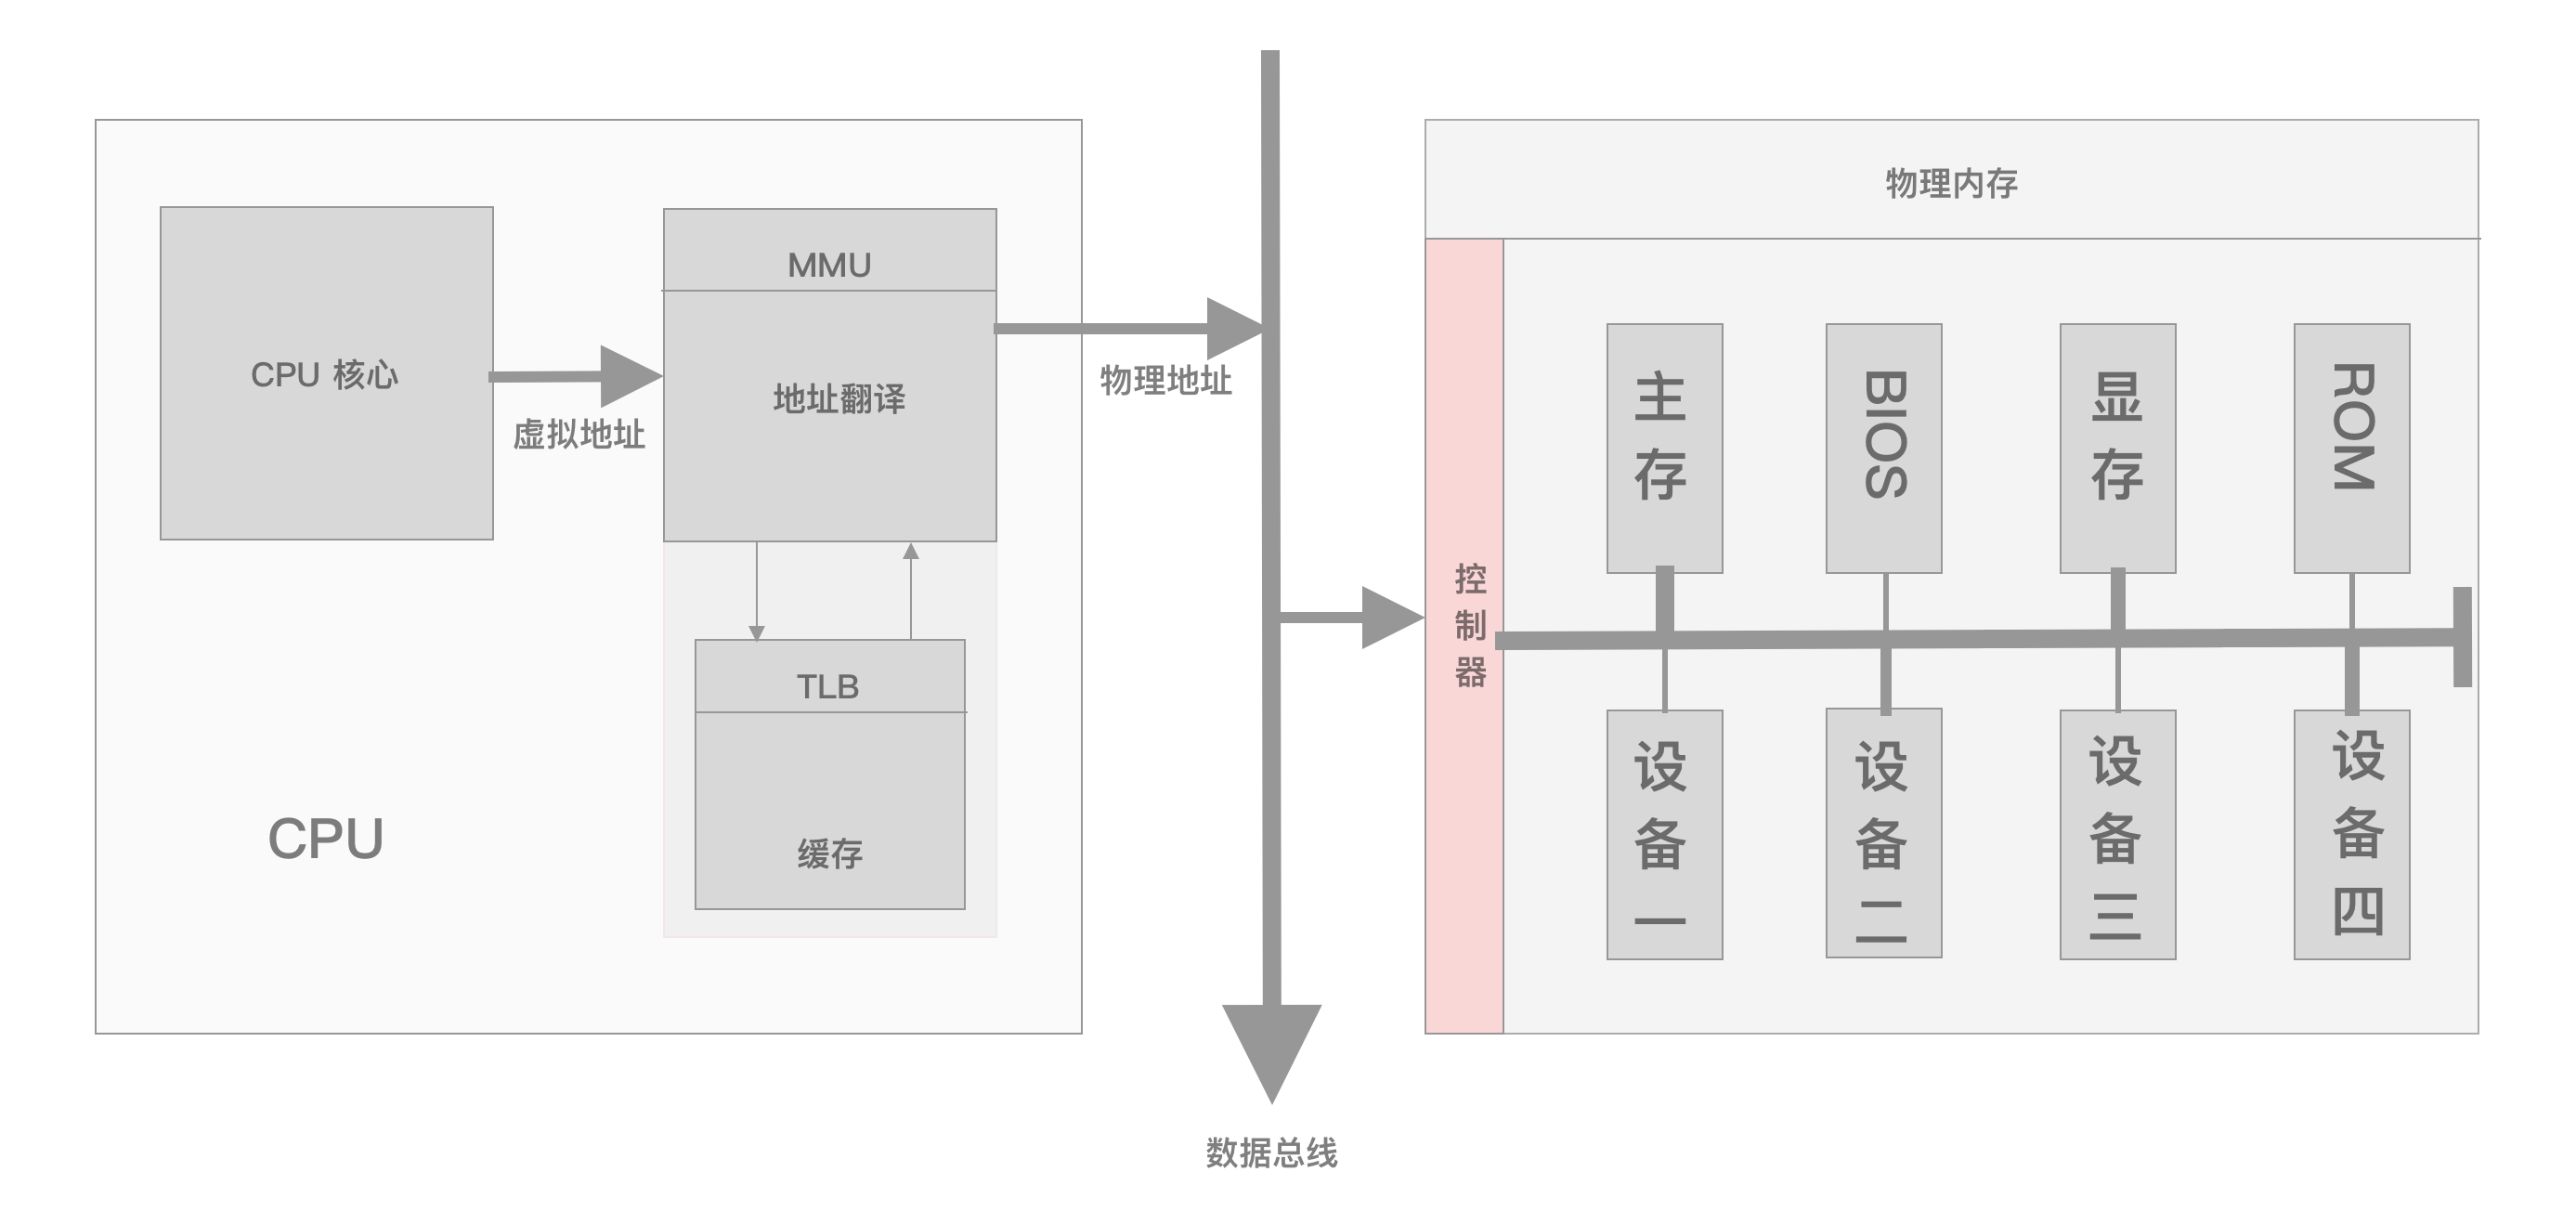 CPU 核心
虚拟地址
MMU
地址翻译
TLB
缓存
CPU
物理地址
数据总线
物理内存
控制器
主存
BIOS
显存
ROM
设备一
设备二
设备三
设备四